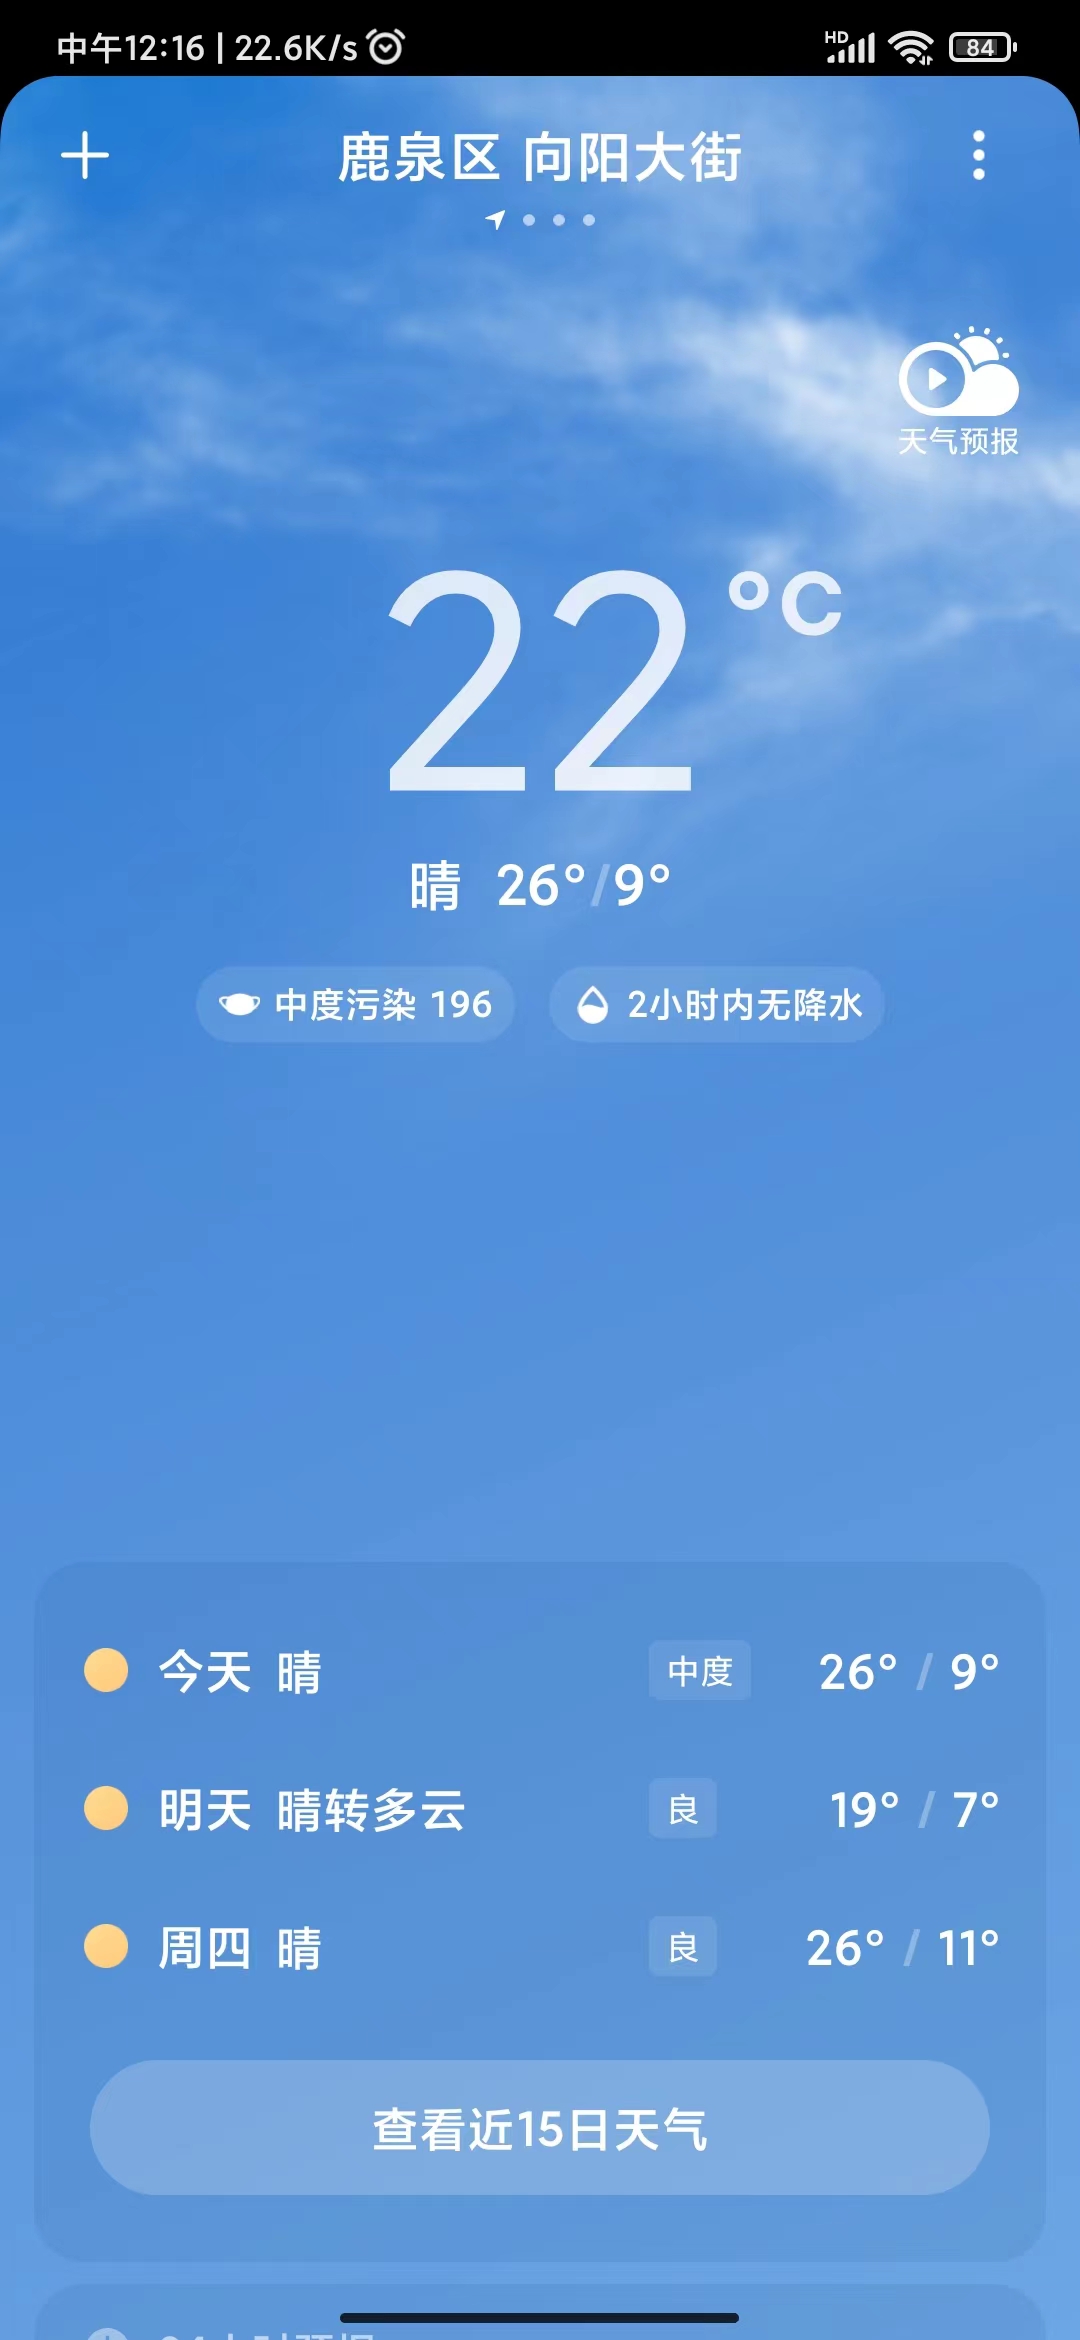 中午12:16 | 22.6K/s HD 84
鹿泉区 向阳大街
天气预报
22°C
晴 26°/9°
中度污染 196 2小时内无降水
今天 晴 中度 26° / 9°
明天 晴转多云 良 19° / 7°
周四 晴 良 26° / 11°
查看近15日天气